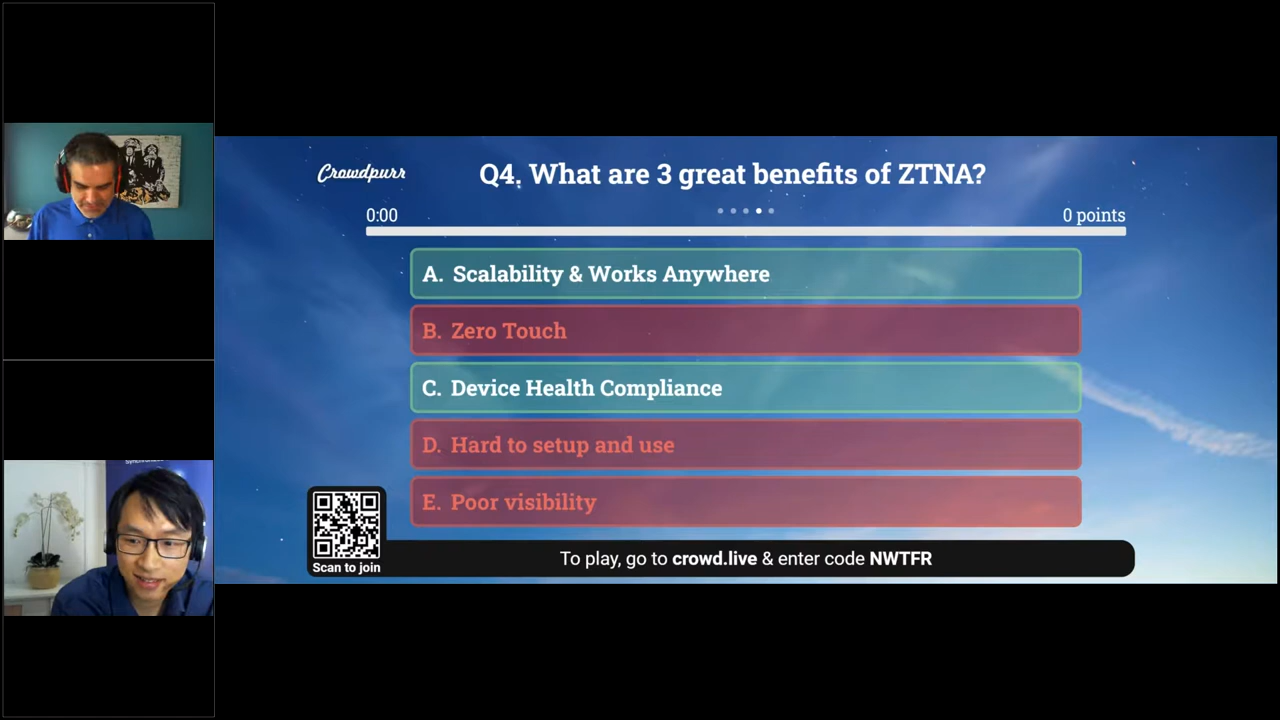 Crowdpurr
Q4. What are 3 great benefits of ZTNA?
0:00
0 points
A. Scalability & Works Anywhere
B. Zero Touch
C. Device Health Compliance
D. Hard to setup and use
E. Poor visibility
Scan to join
To play, go to crowd.live & enter code NWTFR